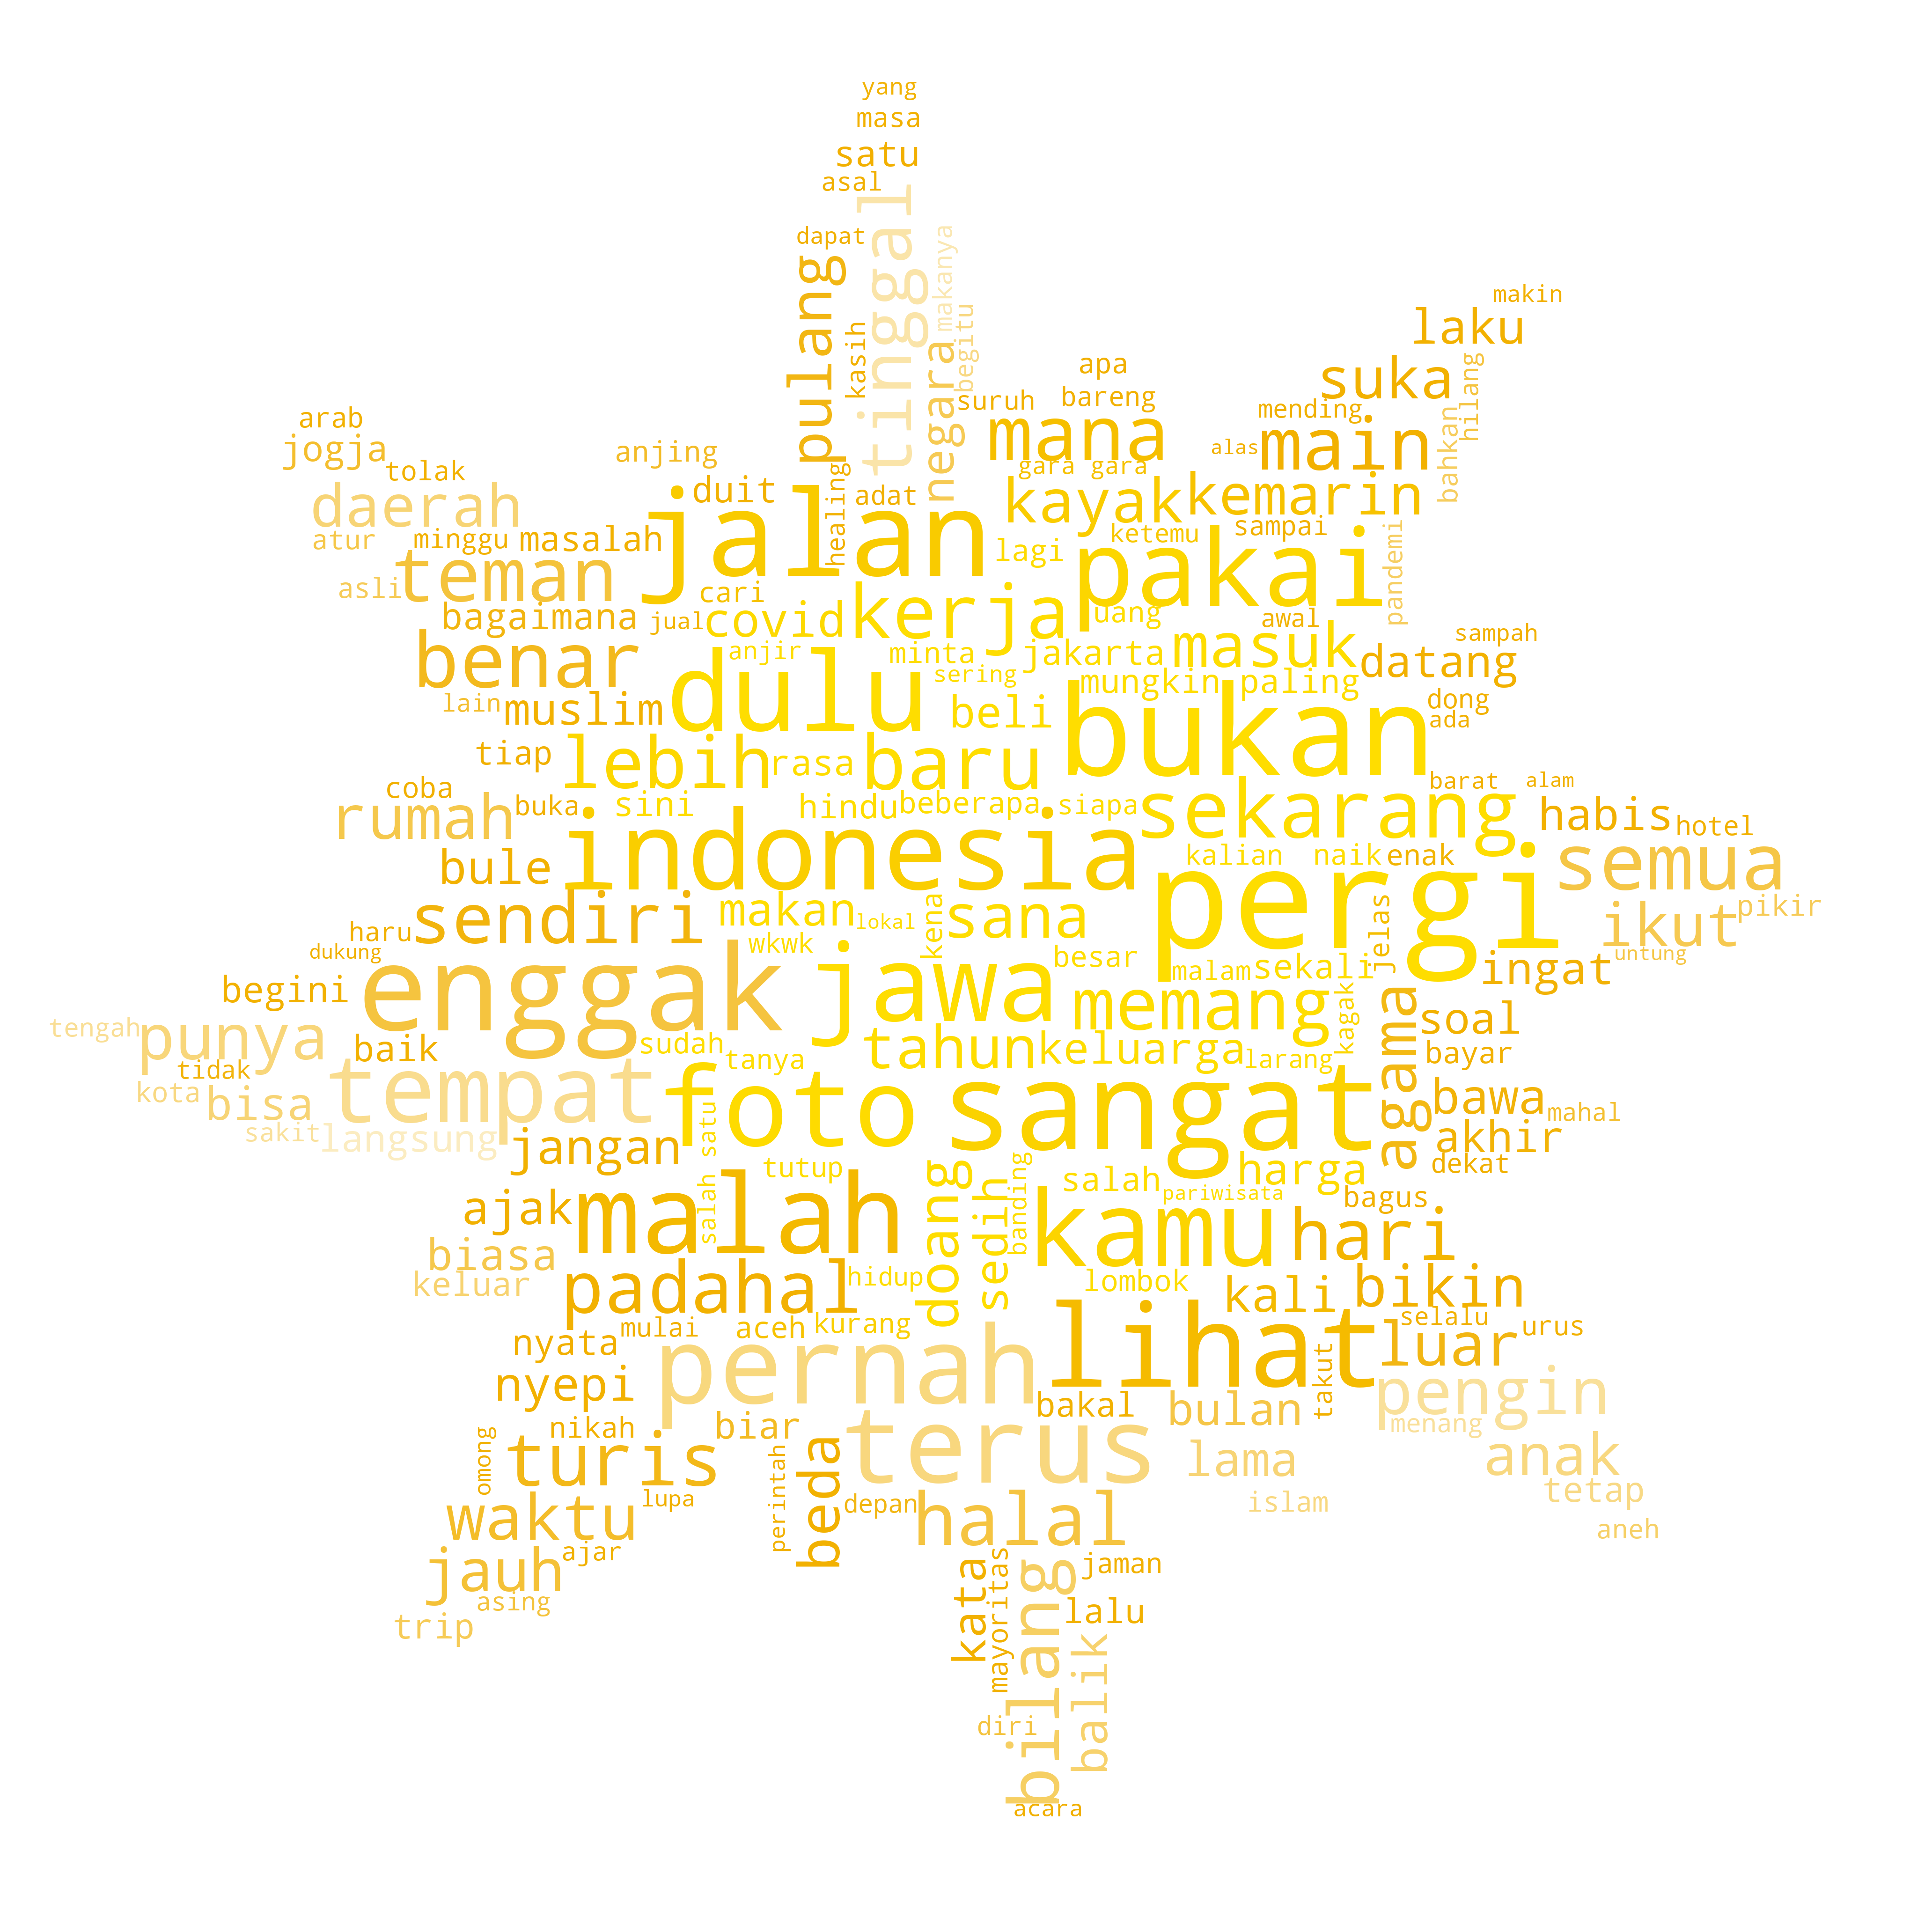 yang
masa
satu
asal
tinggal
dapat
pulang
makanya
negara
begitu
kasih
makin
laku
apa
suka
hilang
suruh
bareng
mending
bahkan
arab
jogja
anjing
mana
alas
main
tolak
gara gara
daerah
duit
healing
adat
jalan
kayak
kemarin
sampai
atur
minggu
masalah
lagi
ketemu
pakai
pandemi
asli
teman
cari
bagaimana
jual
covid
kerja
uang
awal
sampah
benar
anjir
minta
jakarta
masuk
datang
sering
mungkin
paling
lain
muslim
dulu
beli
bukan
dong
ada
tiap
lebih
rasa
baru
barat
alam
coba
rumah
buka
sini
hindu
beberapa
siapa
sekarang
habis
hotel
bule
indonesia
kalian
naik
enak
semua
sendiri
makan
lokal
kena
sana
pergi
jelas
ikut
pikir
haru
dukung
wkwk
besar
malam
sekali
ingat
untung
begini
enggak
jawa
memang
kagak
agama
soal
tengah
punya
baik
sudah
tanya
tahun
keluarga
larang
bayar
tidak
kota
bisa
tempat
foto
sangat
bawa
mahal
sakit
langsung
jangan
salah satu
tutup
akhir
dekat
doang
sedih
banding
salah
pariwisata
harga
bagus
ajak
malah
kamu
hari
biasa
keluar
padahal
hidup
lombok
kali
bikin
nyata
mulai
aceh
kurang
lihat
selalu
urus
luar
takut
nyepi
pernah
bakal
bulan
pengin
menang
omong
nikah
biar
turis
perintah
beda
terus
lama
anak
tetap
waktu
lupa
depan
halal
islam
aneh
jauh
ajar
kata
mayoritas
bilang
jaman
asing
trip
lalu
balik
diri
acara